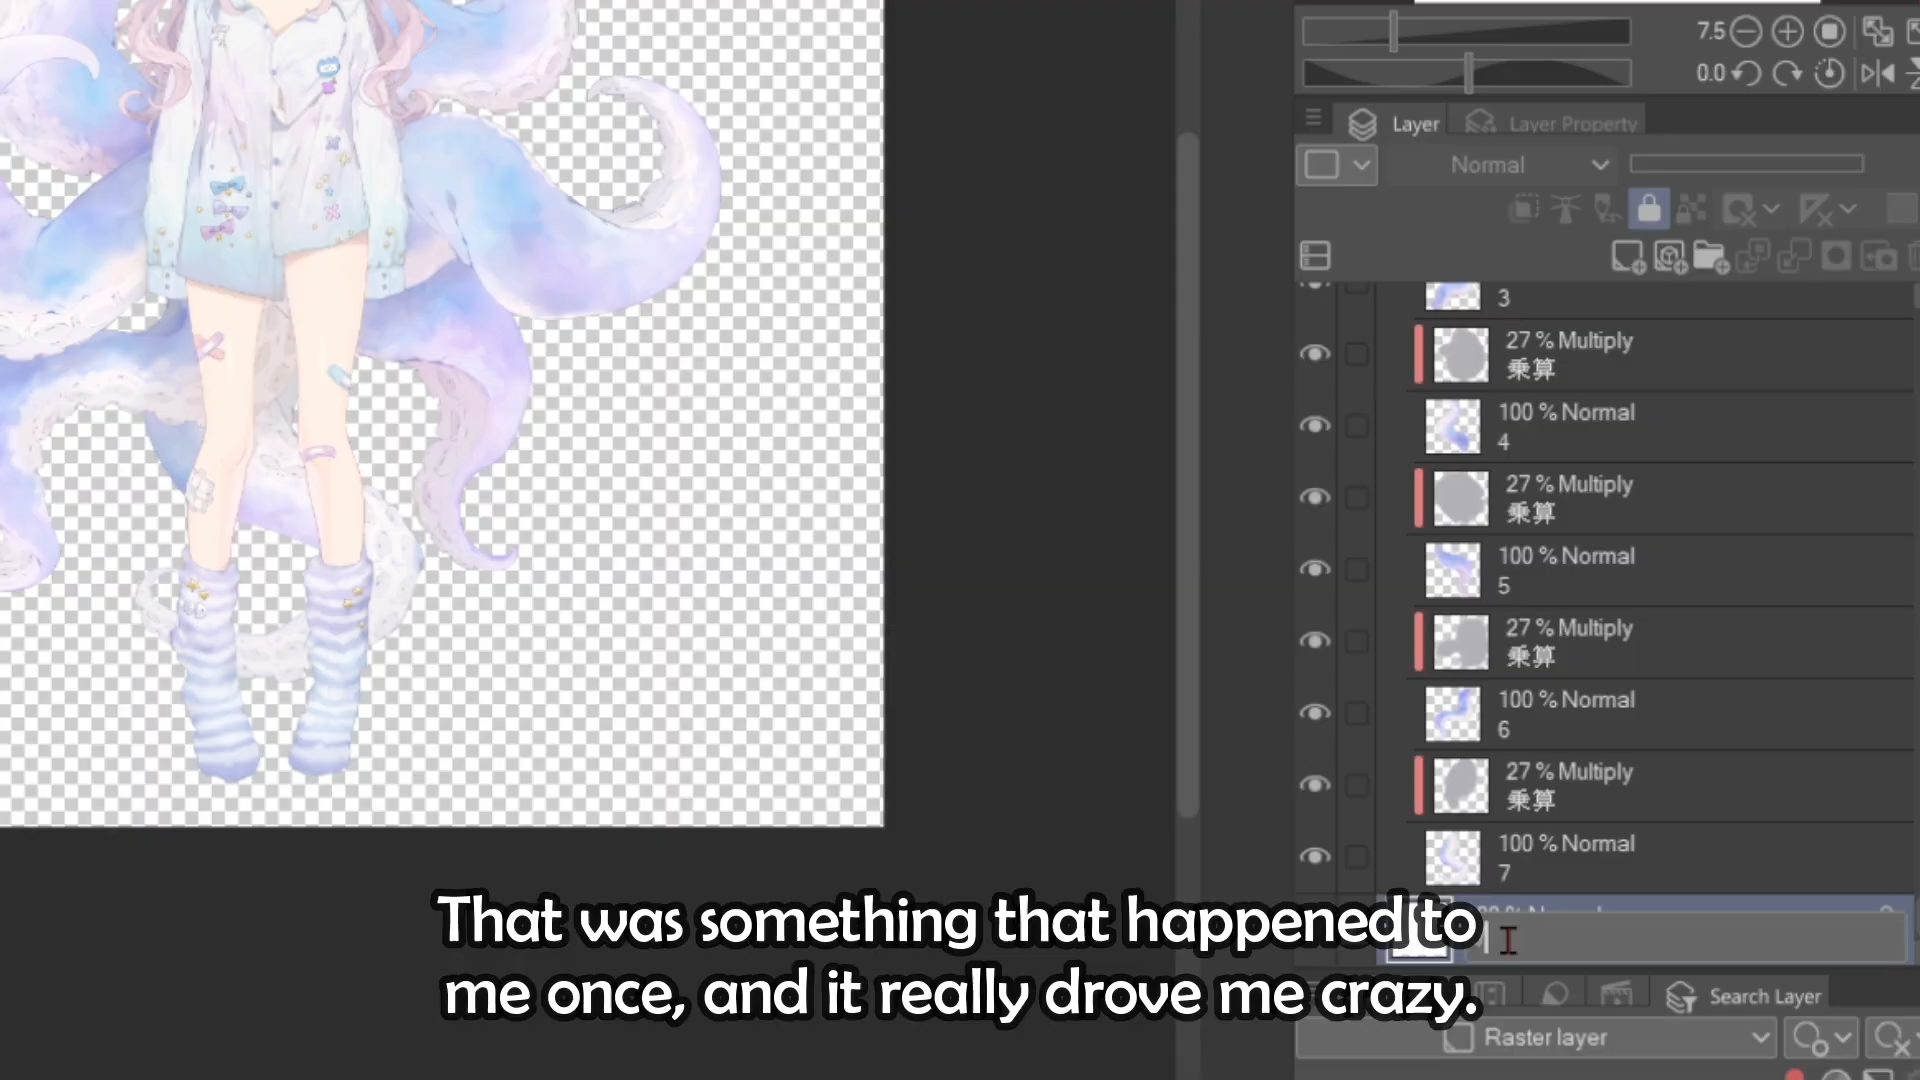 7.5
0.0
Layer
Layer Property
Normal
3
27 % Multiply
乗算
100 % Normal
4
27 % Multiply
乗算
100 % Normal
5
27 % Multiply
乗算
100 % Normal
6
27 % Multiply
乗算
100 % Normal
7
That was something that happened to
me once, and it really drove me crazy.
Search Layer
Raster layer